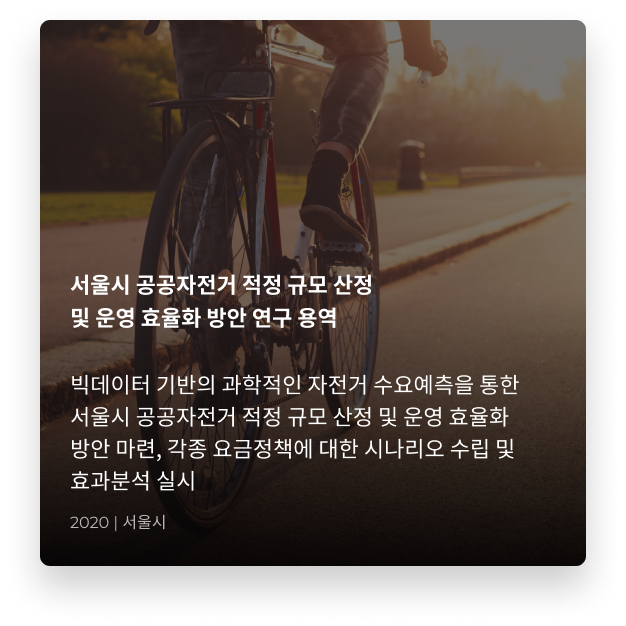 서울시 공공자전거 적정 규모 산정
및 운영 효율화 방안 연구 용역
빅데이터 기반의 과학적인 자전거 수요예측을 통한
서울시 공공자전거 적정 규모 산정 및 운영 효율화
방안 마련, 각종 요금정책에 대한 시나리오 수립 및
효과분석 실시
2020 | 서울시